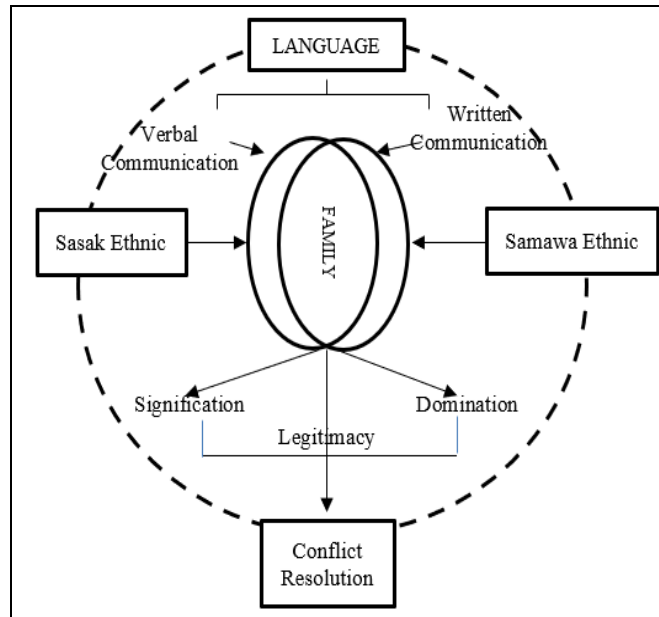 LANGUAGE
Verbal
Communication
Written
Communication
Sasak Ethnic
FAMILY
Samawa Ethnic
Signification
Domination
Legitimacy
Conflict
Resolution